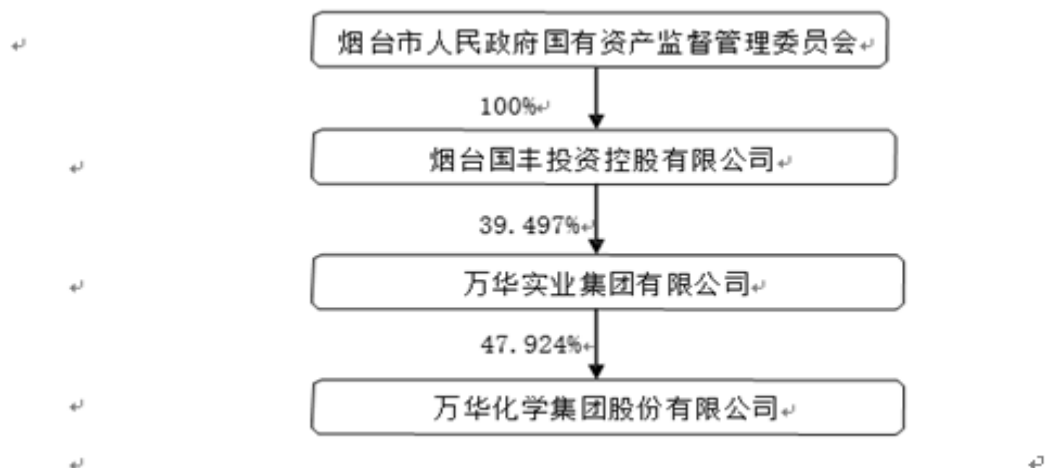 烟台市人民政府国有资产监督管理委员会
100%
烟台国丰投资控股有限公司
39.497%
万华实业集团有限公司
47.924%
万华化学集团股份有限公司